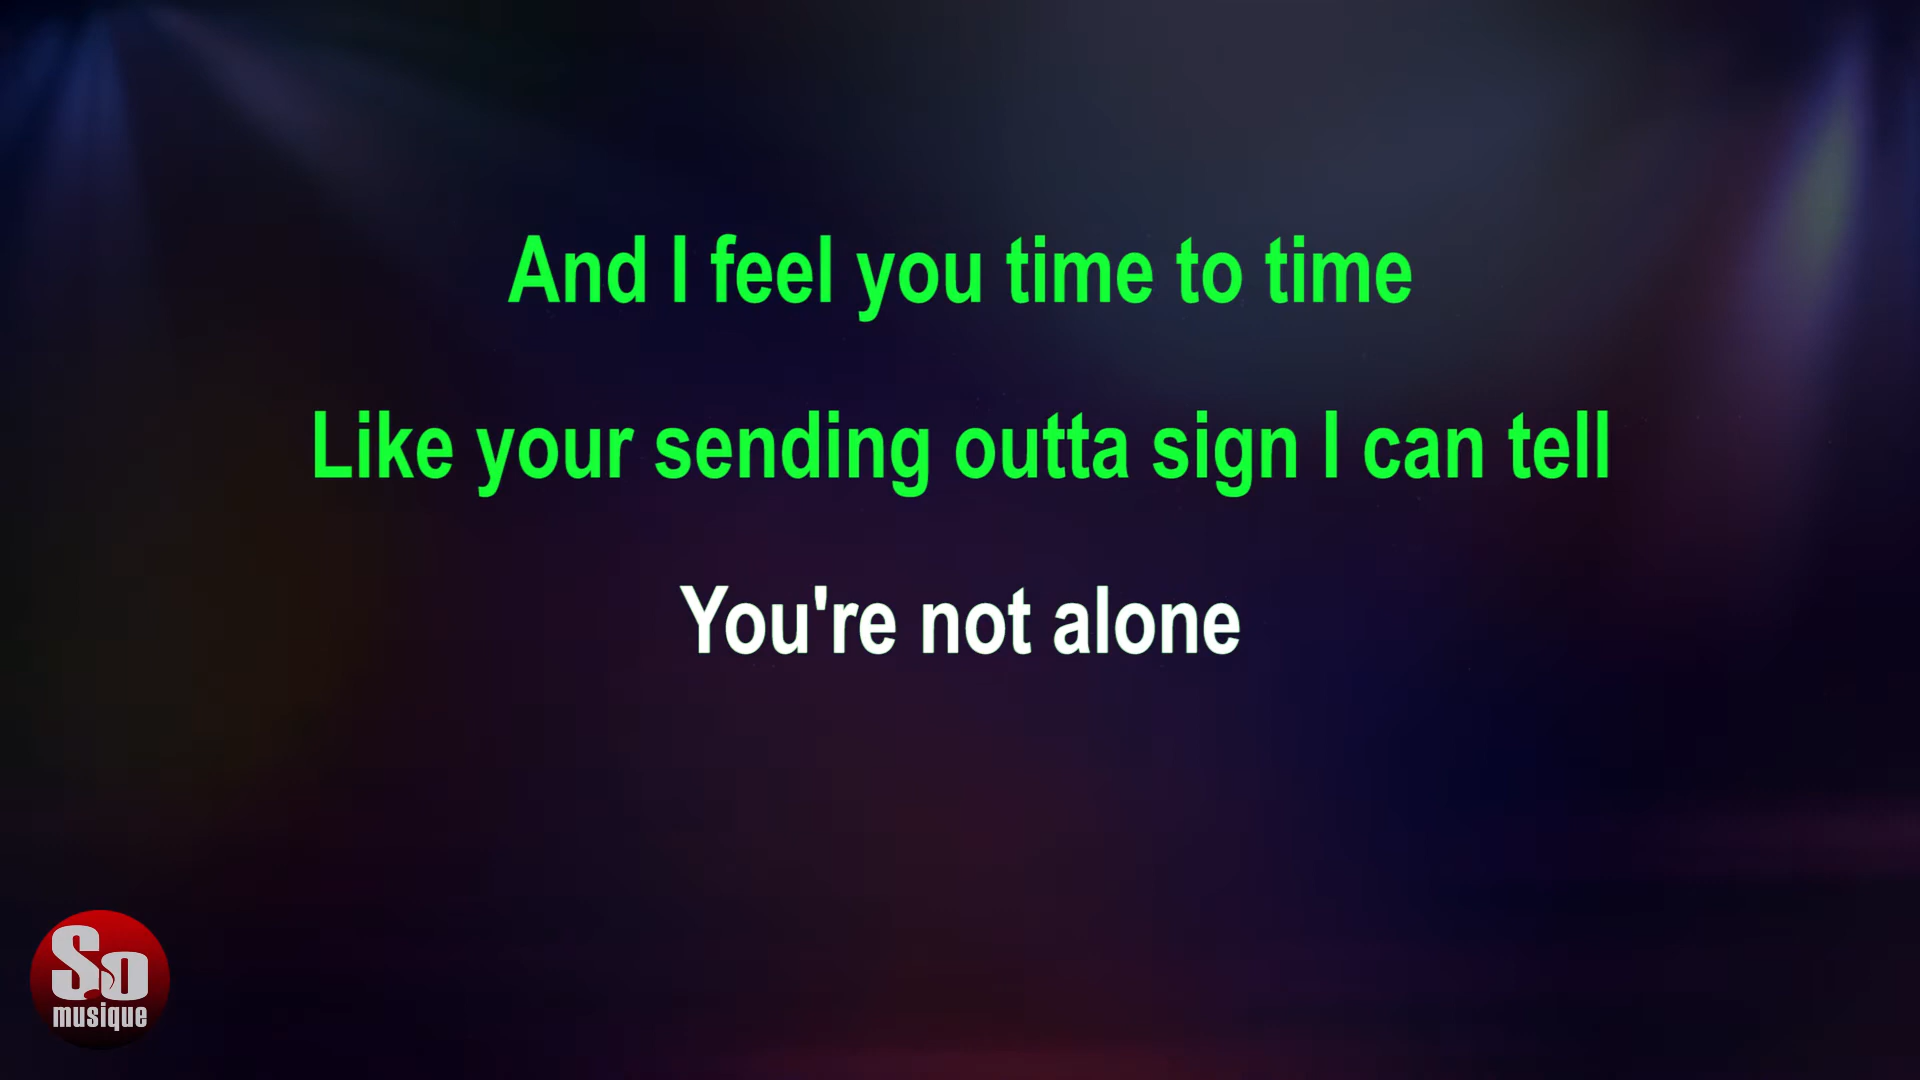 And I feel you time to time
Like your sending outta sign I can tell
You're not alone
So
musique